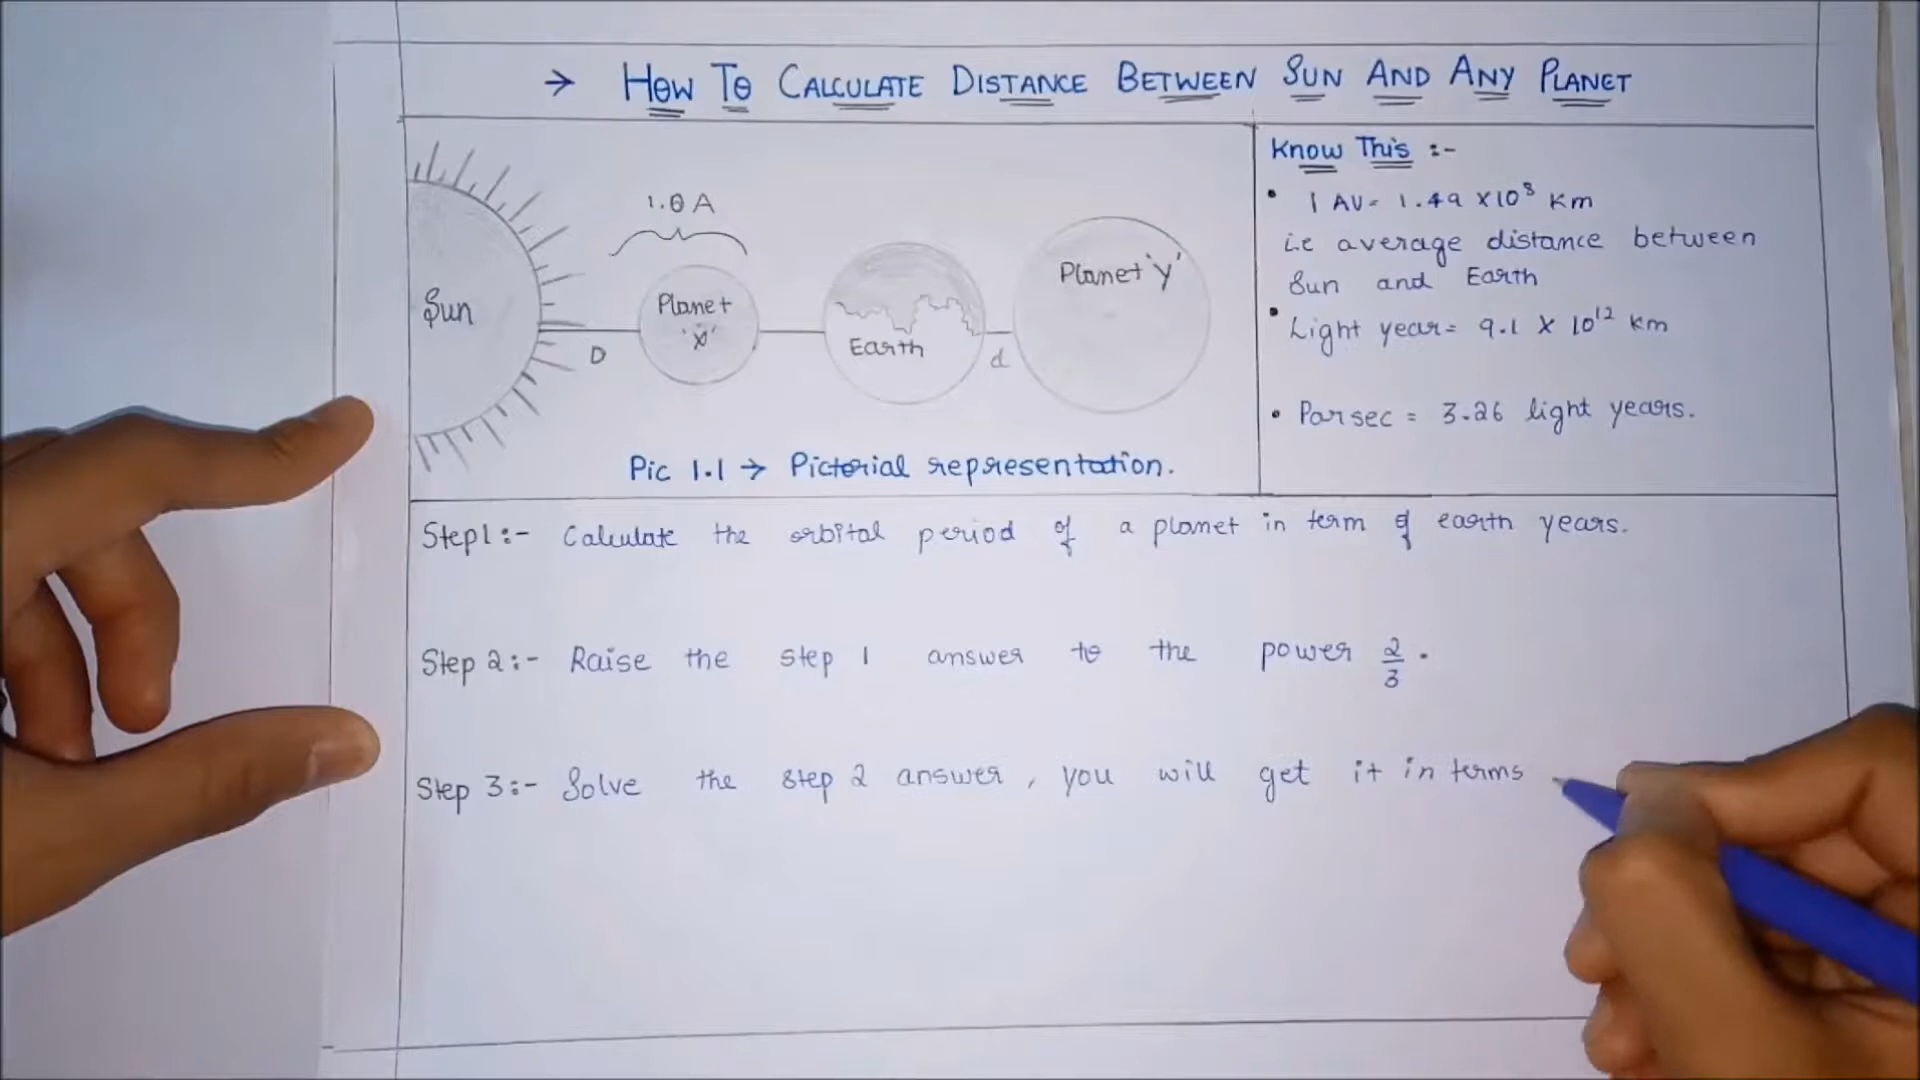 → HOW TO CALCULATE DISTANCE BETWEEN SUN AND ANY PLANET
Sun
1.0 A
D
Planet
'X'
Earth
d
Planet 'Y'
Pic 1.1 → Pictorial representation.
Know This :-
• 1 AU = 1.49 x10⁸ Km
i.e average distance between
Sun and Earth
• Light year = 9.1 x 10¹² km
• Parsec = 3.26 light years.
Step1:- Calculate the orbital period of a planet in term of earth years.
Step 2:- Raise the step 1 answer to the power 2/3.
Step 3:- Solve the step 2 answer, you will get it in terms